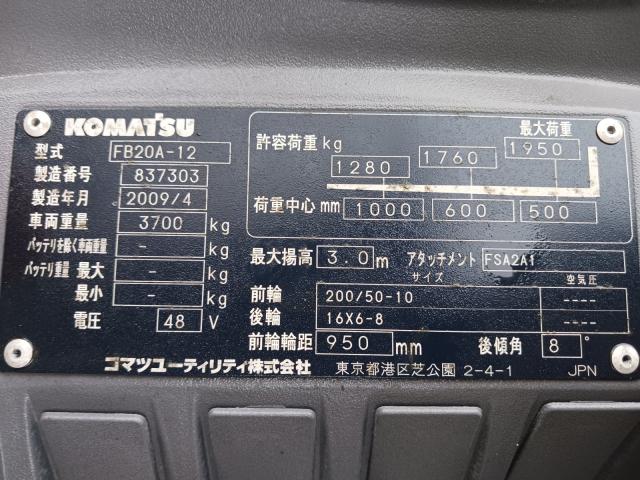 KOMATSU
型式 FB20A-12
製造番号 837303
製造年月 2009/4
車両重量 3700 kg
バッテリを除く車両重量 - kg
バッテリ重量 最大 - kg
最小 - kg
電圧 48 V
許容荷重 kg 1280 1760 最大荷重 1950
荷重中心 mm 1000 600 500
最大揚高 3.0 m アタッチメント FSA2A1
サイズ 空気圧
前輪 200/50-10 ----
後輪 16X6-8 ----
前輪輪距 950 mm 後傾角 8 °
コマツユーティリティ株式会社 東京都港区芝公園 2-4-1 JPN